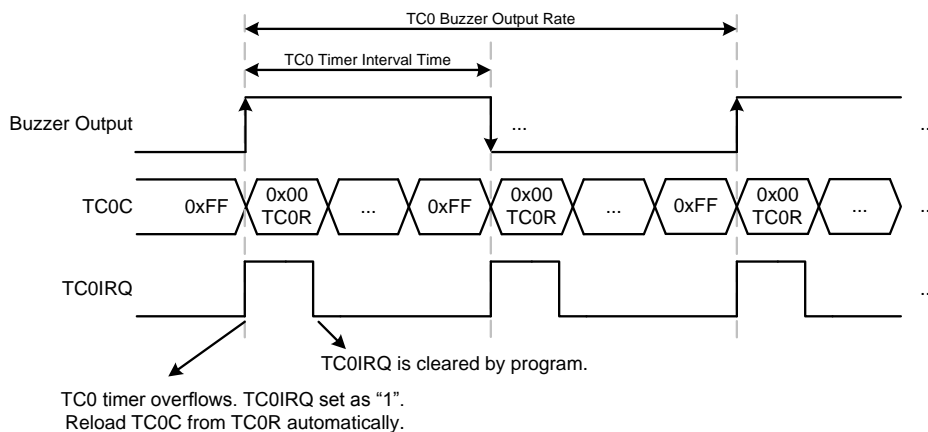 TC0 Buzzer Output Rate
TC0 Timer Interval Time
Buzzer Output
...
..
TC0C
0xFF
0x00
TC0R
...
0xFF
0x00
TC0R
...
0xFF
0x00
TC0R
...
..
TC0IRQ
..
TC0IRQ is cleared by program.
TC0 timer overflows. TC0IRQ set as “1”.
Reload TC0C from TC0R automatically.